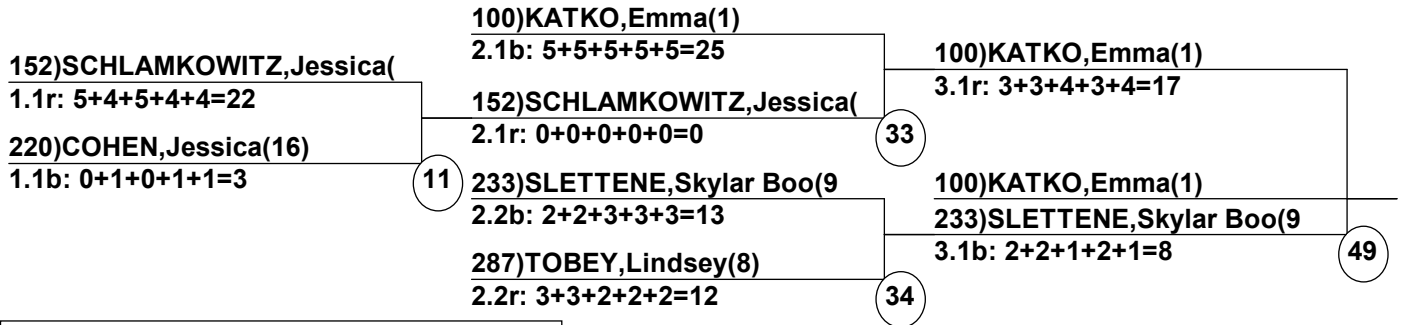 152)SCHLAMKOWITZ,Jessica(
1.1r: 5+4+5+4+4=22
220)COHEN,Jessica(16)
1.1b: 0+1+0+1+1=3
11
100)KATKO,Emma(1)
2.1b: 5+5+5+5+5=25
152)SCHLAMKOWITZ,Jessica(
2.1r: 0+0+0+0+0=0
33
233)SLETTENE,Skylar Boo(9
2.2b: 2+2+3+3+3=13
287)TOBEY,Lindsey(8)
2.2r: 3+3+2+2+2=12
34
100)KATKO,Emma(1)
3.1r: 3+3+4+3+4=17
100)KATKO,Emma(1)
233)SLETTENE,Skylar Boo(9
3.1b: 2+2+1+2+1=8
49